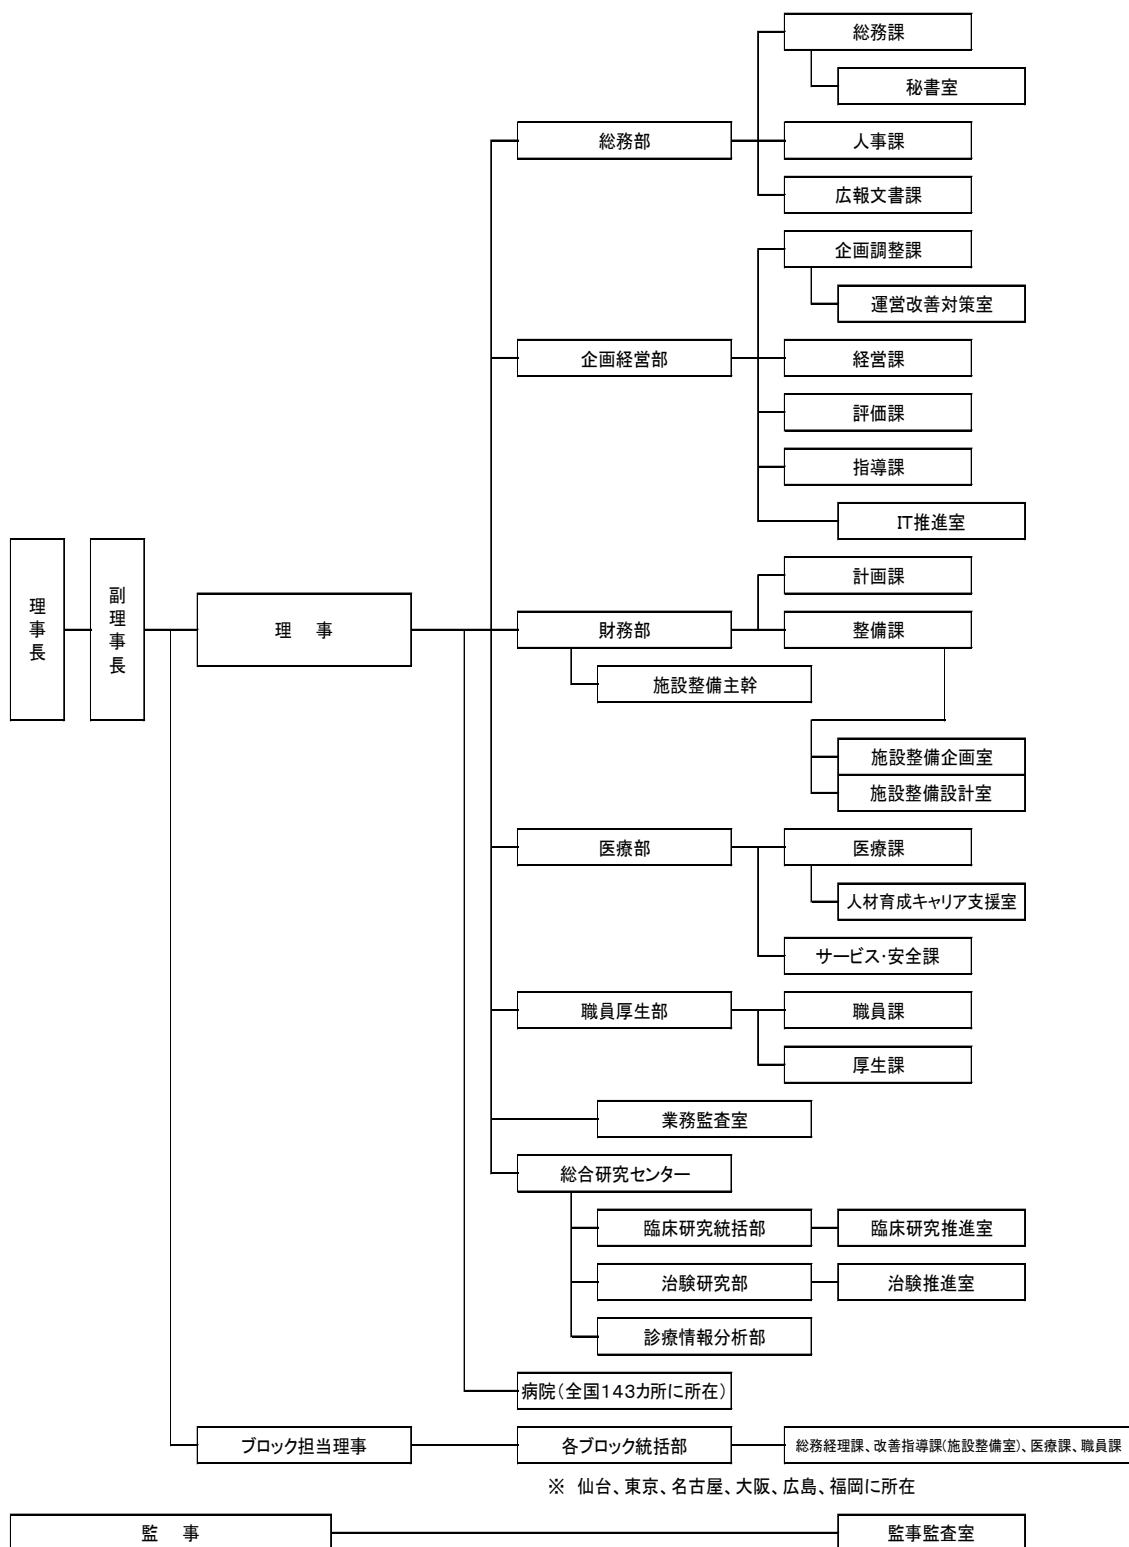 総務課
秘書室
総務部
人事課
広報文書課
企画調整課
運営改善対策室
企画経営部
経営課
評価課
指導課
IT推進室
理事長
副理事長
理　事
計画課
財務部
整備課
施設整備主幹
施設整備企画室
施設整備設計室
医療部
医療課
人材育成キャリア支援室
サービス・安全課
職員厚生部
職員課
厚生課
業務監査室
総合研究センター
臨床研究統括部
臨床研究推進室
治験研究部
治験推進室
診療情報分析部
病院（全国１４３カ所に所在）
ブロック担当理事
各ブロック統括部
総務経理課、改善指導課(施設整備室)、医療課、職員課
※　仙台、東京、名古屋、大阪、広島、福岡に所在
監　事
監事監査室